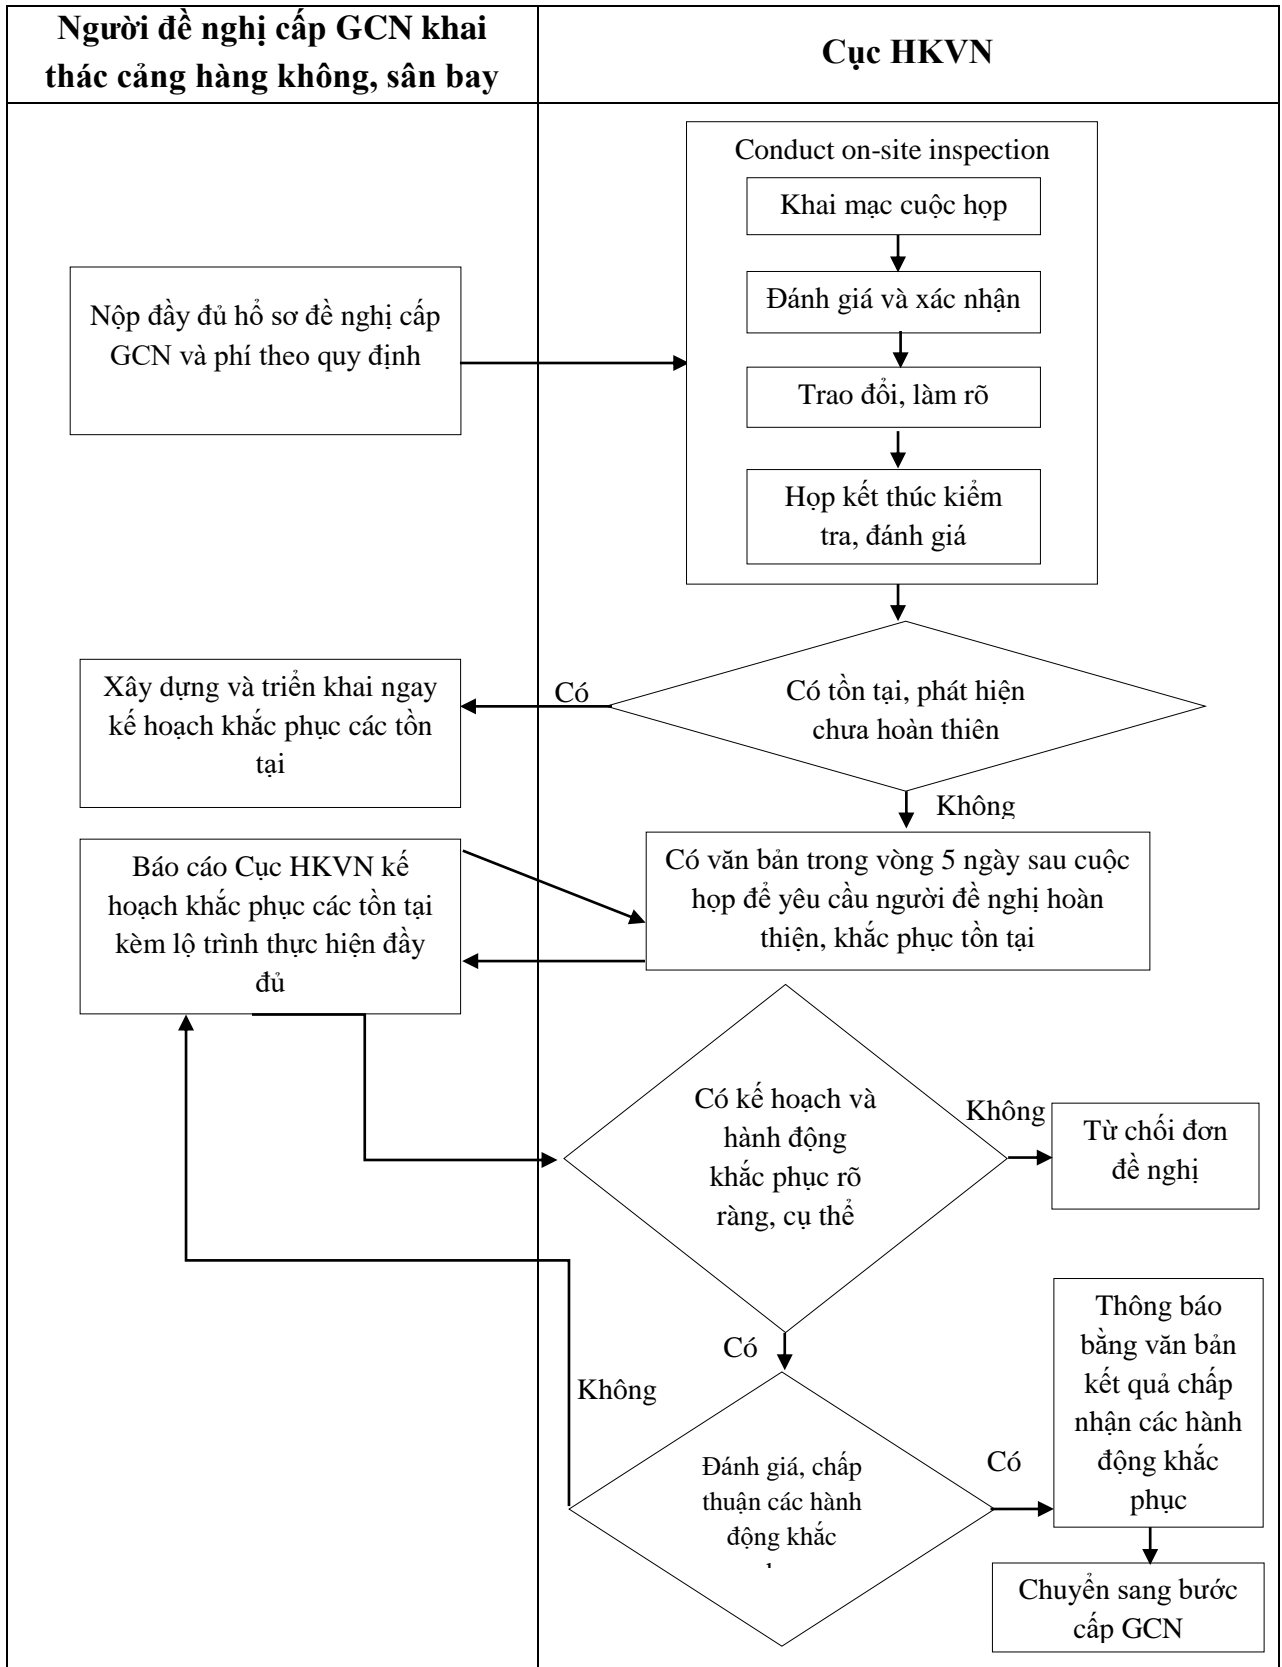 Người đề nghị cấp GCN khai
thác cảng hàng không, sân bay
Cục HKVN
Conduct on-site inspection
Khai mạc cuộc họp
Đánh giá và xác nhận
Nộp đầy đủ hồ sơ đề nghị cấp
GCN và phí theo quy định
Trao đổi, làm rõ
Họp kết thúc kiểm
tra, đánh giá
Xây dựng và triển khai ngay
kế hoạch khắc phục các tồn
tại
Có
Có tồn tại, phát hiện
chưa hoàn thiên
Không
Báo cáo Cục HKVN kế
hoạch khắc phục các tồn tại
kèm lộ trình thực hiện đầy
đủ
Có văn bản trong vòng 5 ngày sau cuộc
họp để yêu cầu người đề nghị hoàn
thiện, khắc phục tồn tại
Có kế hoạch và
hành động
khắc phục rõ
ràng, cụ thể
Không
Từ chối đơn
đề nghị
Có
Không
Đánh giá, chấp
thuận các hành
động khắc
Có
Thông báo
bằng văn bản
kết quả chấp
nhận các hành
động khắc
phục
Chuyển sang bước
cấp GCN